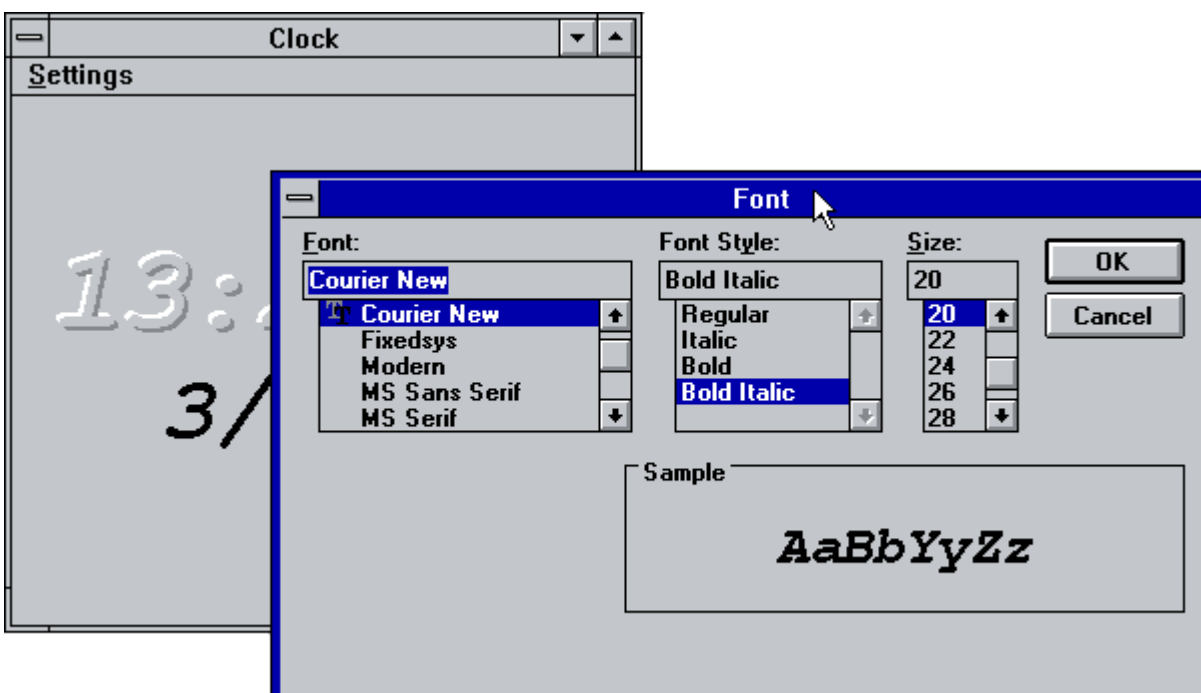 Clock
Settings
13:
3/
Font
Font:
Font Style:
Size:
Courier New
Bold Italic
20
OK
Cancel
Courier New
Fixedsys
Modern
MS Sans Serif
MS Serif
Regular
Italic
Bold
Bold Italic
20
22
24
26
28
Sample
AaBbYyZz